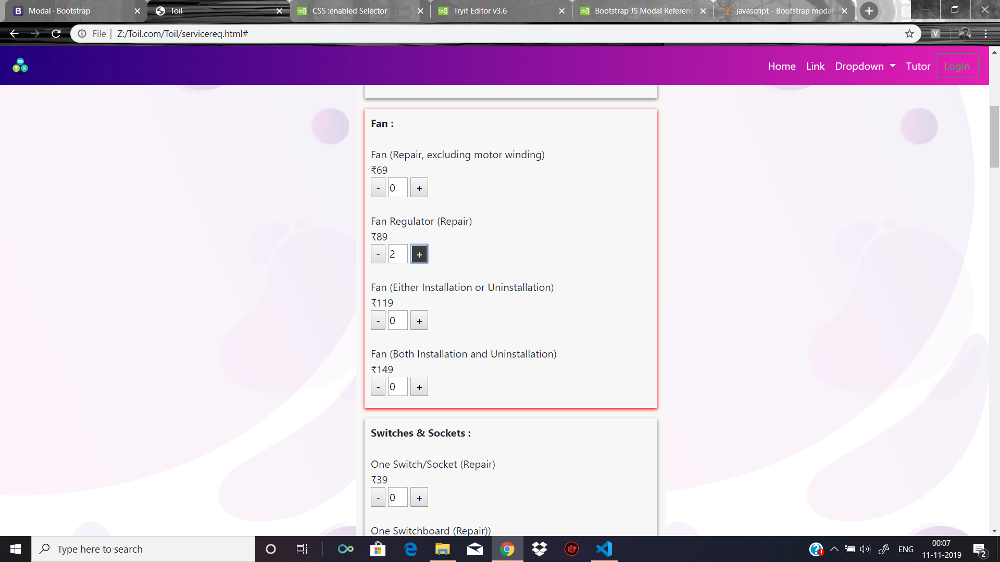 Modal · Bootstrap
Toil
CSS :enabled Selector
Tryit Editor v3.6
Bootstrap JS Modal Referenc
javascript - Bootstrap modal
File
Z:/Toil.com/Toil/servicereq.html#
Home
Link
Dropdown
Tutor
LogIn
Fan :
Fan (Repair, excluding motor winding)
₹69
- 0 +
Fan Regulator (Repair)
₹89
- 2 +
Fan (Either Installation or Uninstallation)
₹119
- 0 +
Fan (Both Installation and Uninstallation)
₹149
- 0 +
Switches & Sockets :
One Switch/Socket (Repair)
₹39
- 0 +
One Switchboard (Repair))
Type here to search
ENG
00:07
11-11-2019
2